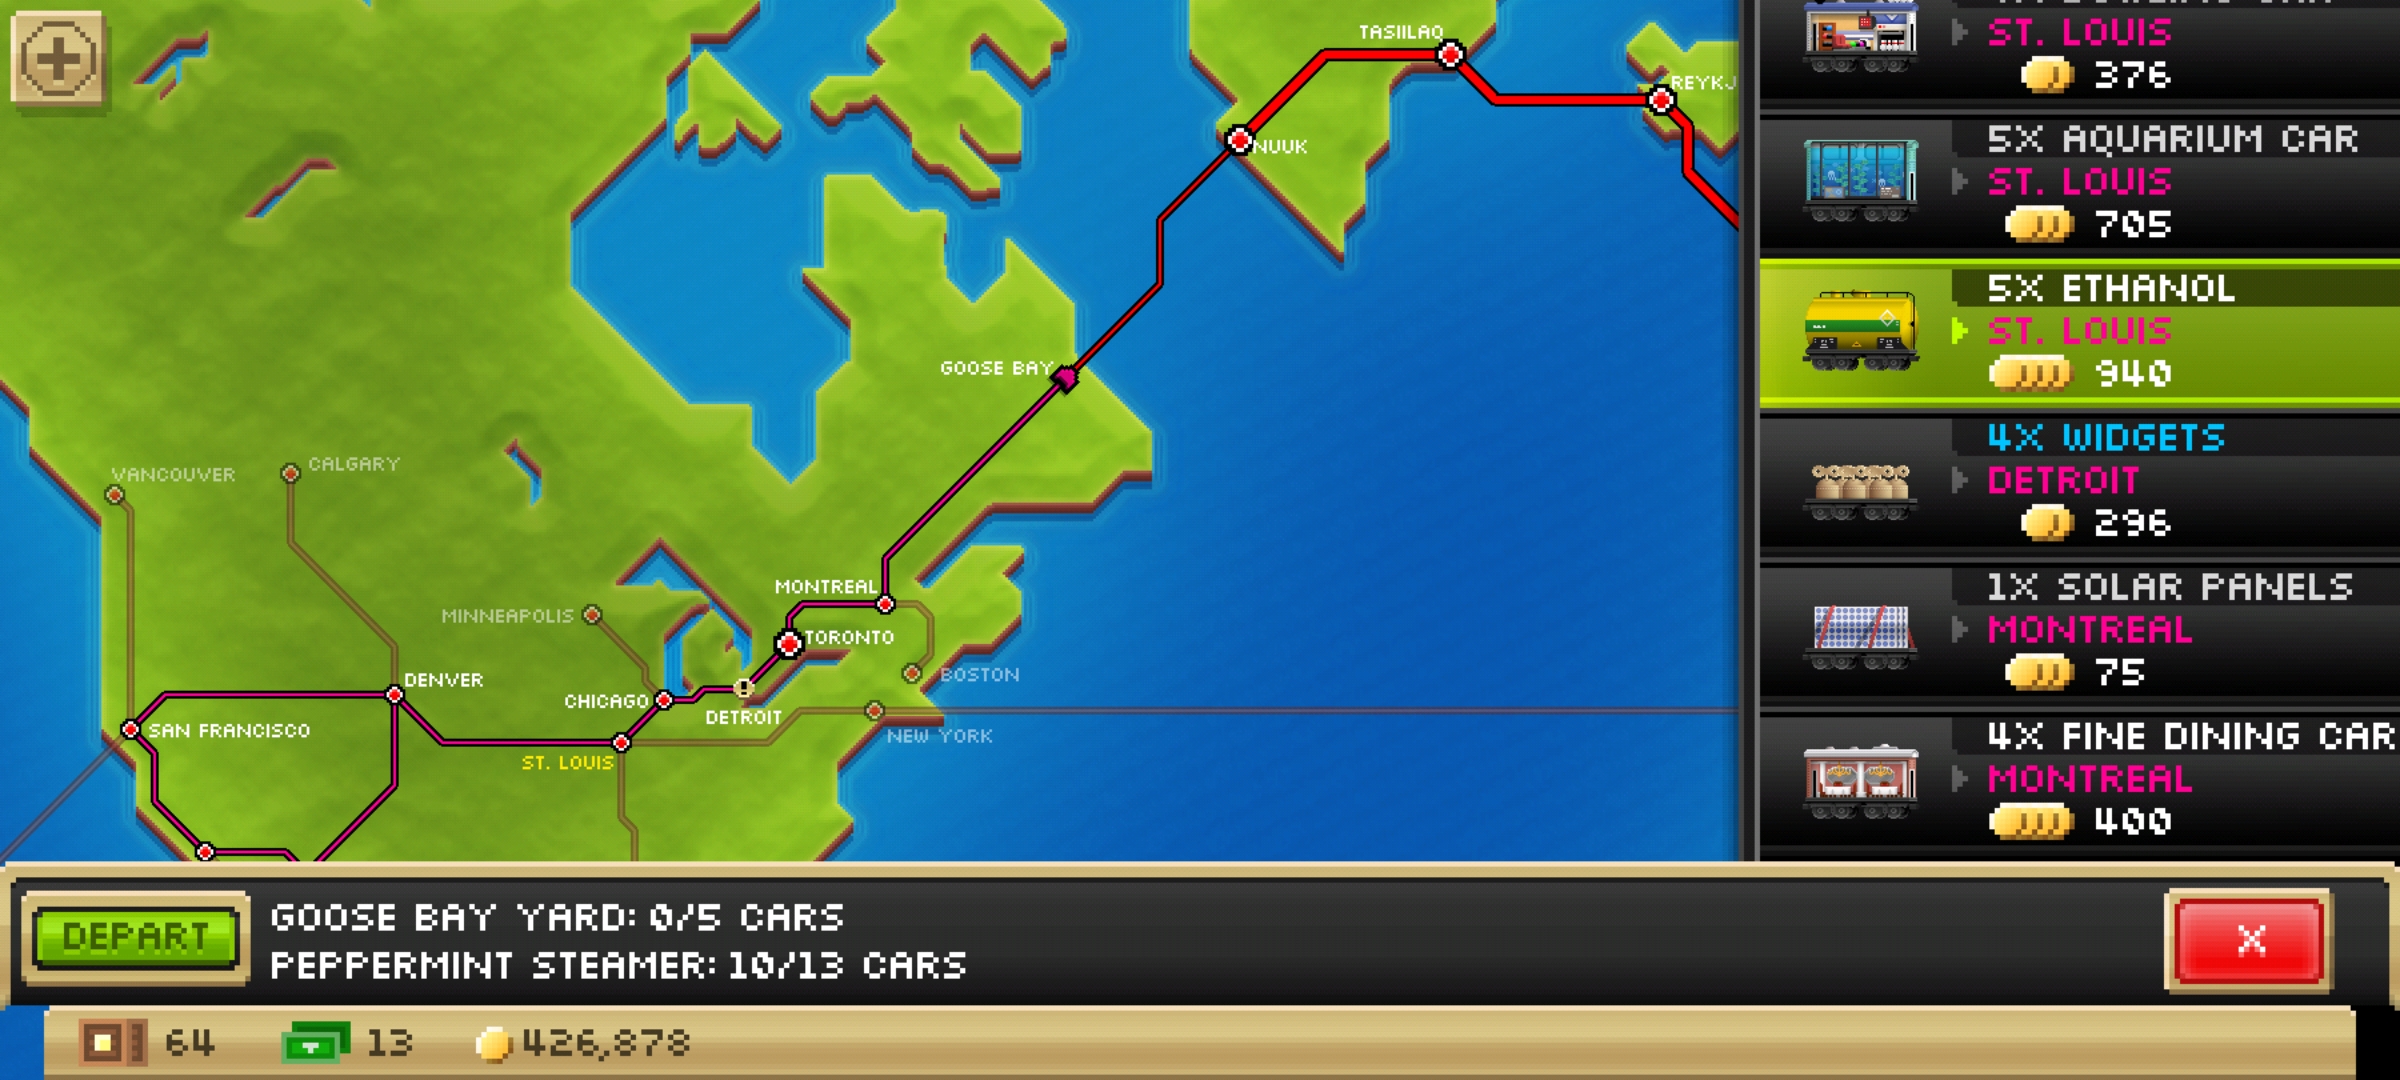 TASIILAQ
REYKJ
NUUK
GOOSE BAY
VANCOUVER
CALGARY
MINNEAPOLIS
MONTREAL
TORONTO
BOSTON
DENVER
CHICAGO
DETROIT
SAN FRANCISCO
NEW YORK
ST. LOUIS
ST. LOUIS
376
5X AQUARIUM CAR
ST. LOUIS
705
5X ETHANOL
ST. LOUIS
940
4X WIDGETS
DETROIT
296
1X SOLAR PANELS
MONTREAL
75
4X FINE DINING CAR
MONTREAL
400
DEPART
GOOSE BAY YARD: 0/5 CARS
PEPPERMINT STEAMER: 10/13 CARS
X
64
13
426,878